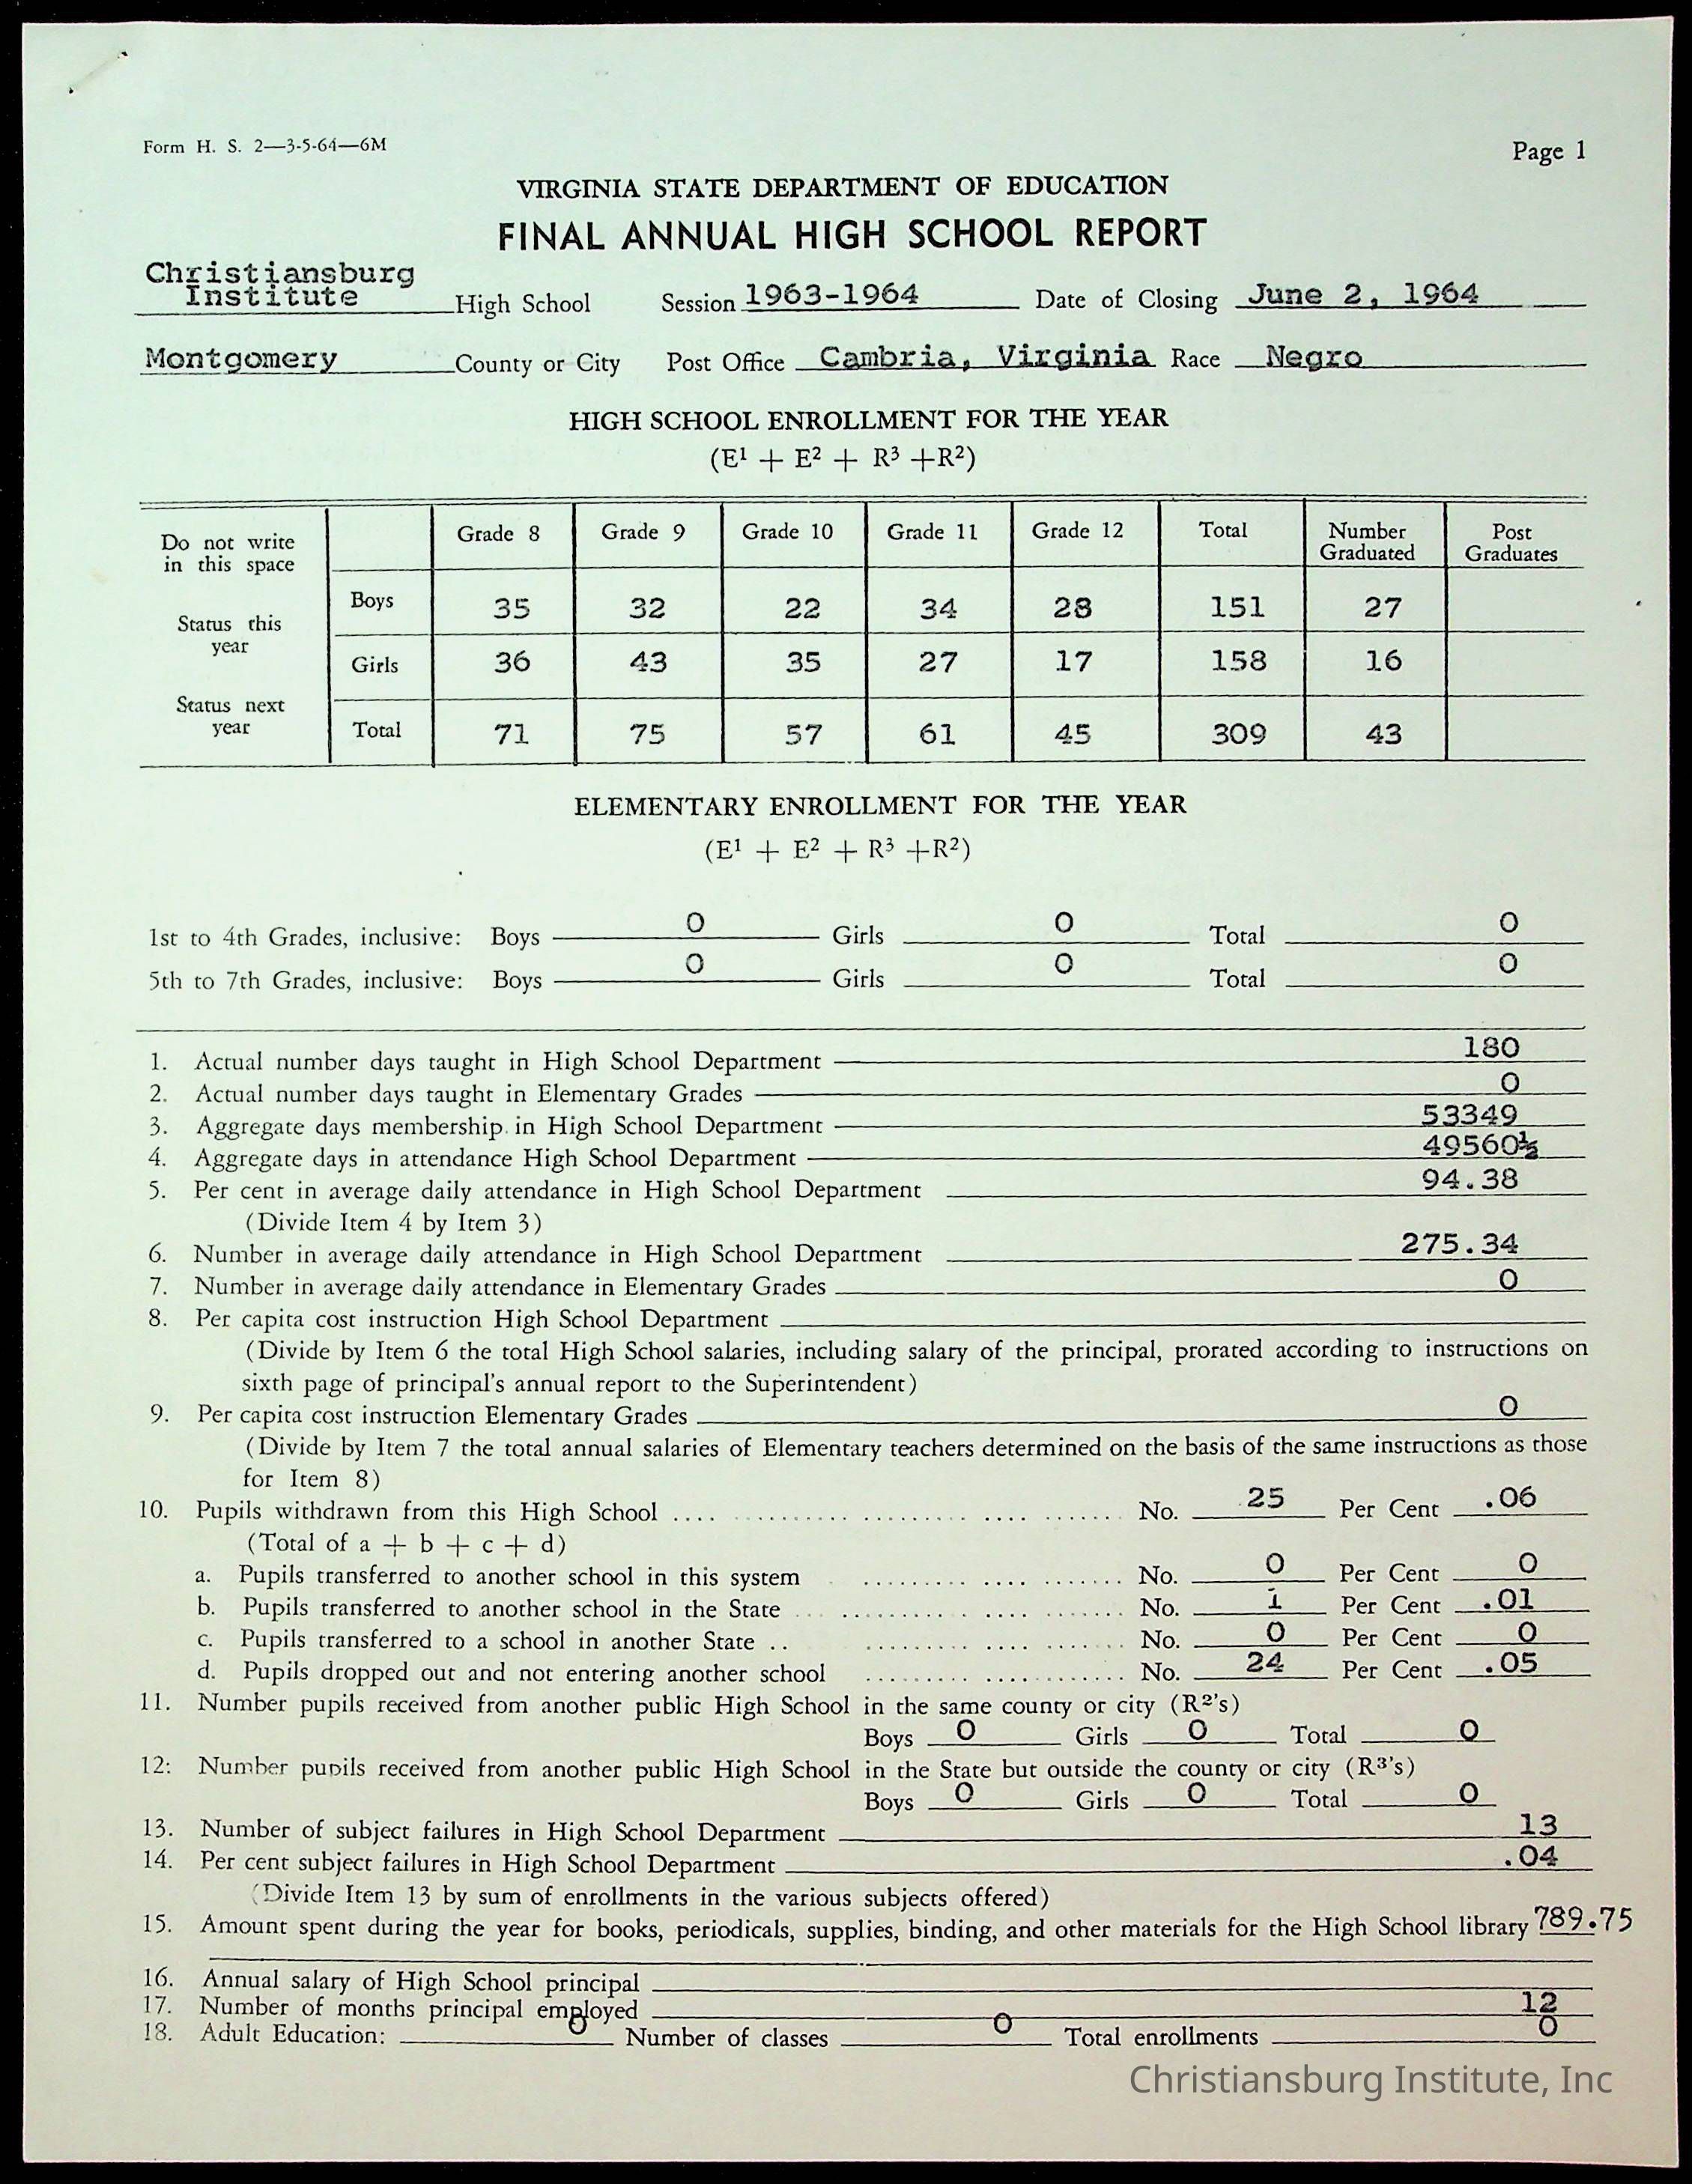 Form H. S. 2—3-5-64—6M
Page 1
VIRGINIA STATE DEPARTMENT OF EDUCATION
FINAL ANNUAL HIGH SCHOOL REPORT
Christiansburg
Institute High School Session 1963-1964 Date of Closing June 2, 1964
Montgomery County or City Post Office Cambria, Virginia Race Negro
HIGH SCHOOL ENROLLMENT FOR THE YEAR
(E¹ + E² + R³ +R²)
Do not write in this space Grade 8 Grade 9 Grade 10 Grade 11 Grade 12 Total Number Graduated Post Graduates
Status this year Boys 35 32 22 34 28 151 27
Girls 36 43 35 27 17 158 16
Status next year Total 71 75 57 61 45 309 43
ELEMENTARY ENROLLMENT FOR THE YEAR
(E¹ + E² + R³ +R²)
1st to 4th Grades, inclusive: Boys 0 Girls 0 Total 0
5th to 7th Grades, inclusive: Boys 0 Girls 0 Total 0
1. Actual number days taught in High School Department 180
2. Actual number days taught in Elementary Grades 0
3. Aggregate days membership in High School Department 53349
4. Aggregate days in attendance High School Department 49560½
5. Per cent in average daily attendance in High School Department 94.38
(Divide Item 4 by Item 3)
6. Number in average daily attendance in High School Department 275.34
7. Number in average daily attendance in Elementary Grades 0
8. Per capita cost instruction High School Department
(Divide by Item 6 the total High School salaries, including salary of the principal, prorated according to instructions on
sixth page of principal's annual report to the Superintendent)
9. Per capita cost instruction Elementary Grades 0
(Divide by Item 7 the total annual salaries of Elementary teachers determined on the basis of the same instructions as those
for Item 8)
10. Pupils withdrawn from this High School No. 25 Per Cent .06
(Total of a + b + c + d)
a. Pupils transferred to another school in this system No. 0 Per Cent 0
b. Pupils transferred to another school in the State No. 1 Per Cent .01
c. Pupils transferred to a school in another State No. 0 Per Cent 0
d. Pupils dropped out and not entering another school No. 24 Per Cent .05
11. Number pupils received from another public High School in the same county or city (R²'s)
Boys 0 Girls 0 Total 0
12: Number pupils received from another public High School in the State but outside the county or city (R³'s)
Boys 0 Girls 0 Total 0
13. Number of subject failures in High School Department 13
14. Per cent subject failures in High School Department .04
(Divide Item 13 by sum of enrollments in the various subjects offered)
15. Amount spent during the year for books, periodicals, supplies, binding, and other materials for the High School library 789.75
16. Annual salary of High School principal
17. Number of months principal employed 12
18. Adult Education: 0 Number of classes 0 Total enrollments 0
Christiansburg Institute, Inc